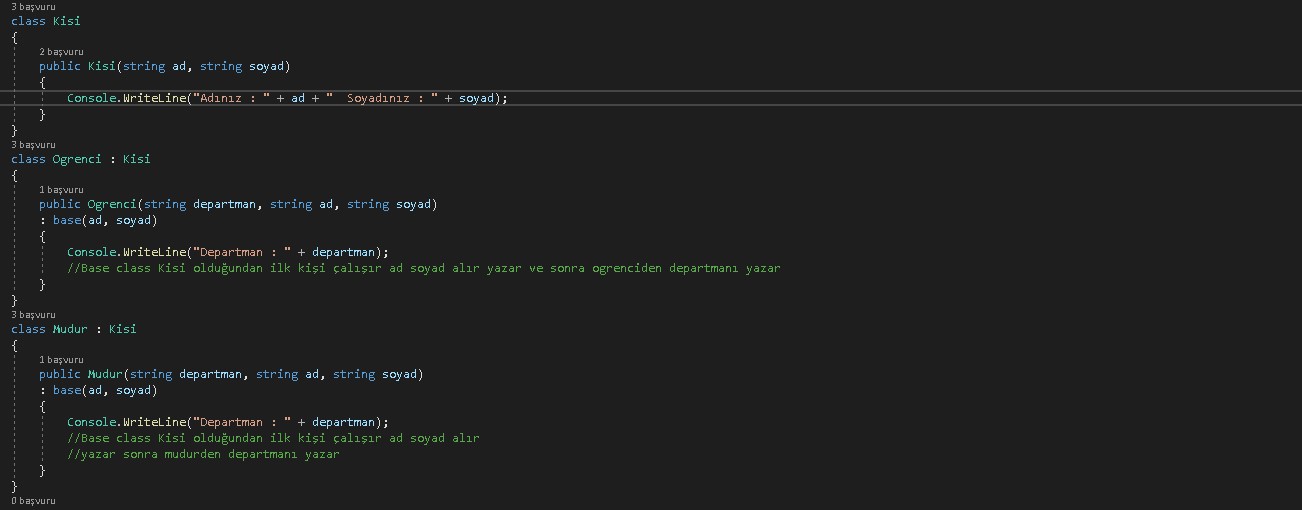 3 başvuru
class Kisi
{
2 başvuru
public Kisi(string ad, string soyad)
{
Console.WriteLine("Adınız : " + ad + "  Soyadınız : " + soyad);
}
}
3 başvuru
class Ogrenci : Kisi
{
1 başvuru
public Ogrenci(string departman, string ad, string soyad)
: base(ad, soyad)
{
Console.WriteLine("Departman : " + departman);
//Base class Kisi olduğundan ilk kişi çalışır ad soyad alır yazar ve sonra ogrenciden departmanı yazar
}
}
3 başvuru
class Mudur : Kisi
{
1 başvuru
public Mudur(string departman, string ad, string soyad)
: base(ad, soyad)
{
Console.WriteLine("Departman : " + departman);
//Base class Kisi olduğundan ilk kişi çalışır ad soyad alır
//yazar sonra mudurden departmanı yazar
}
}
0 başvuru